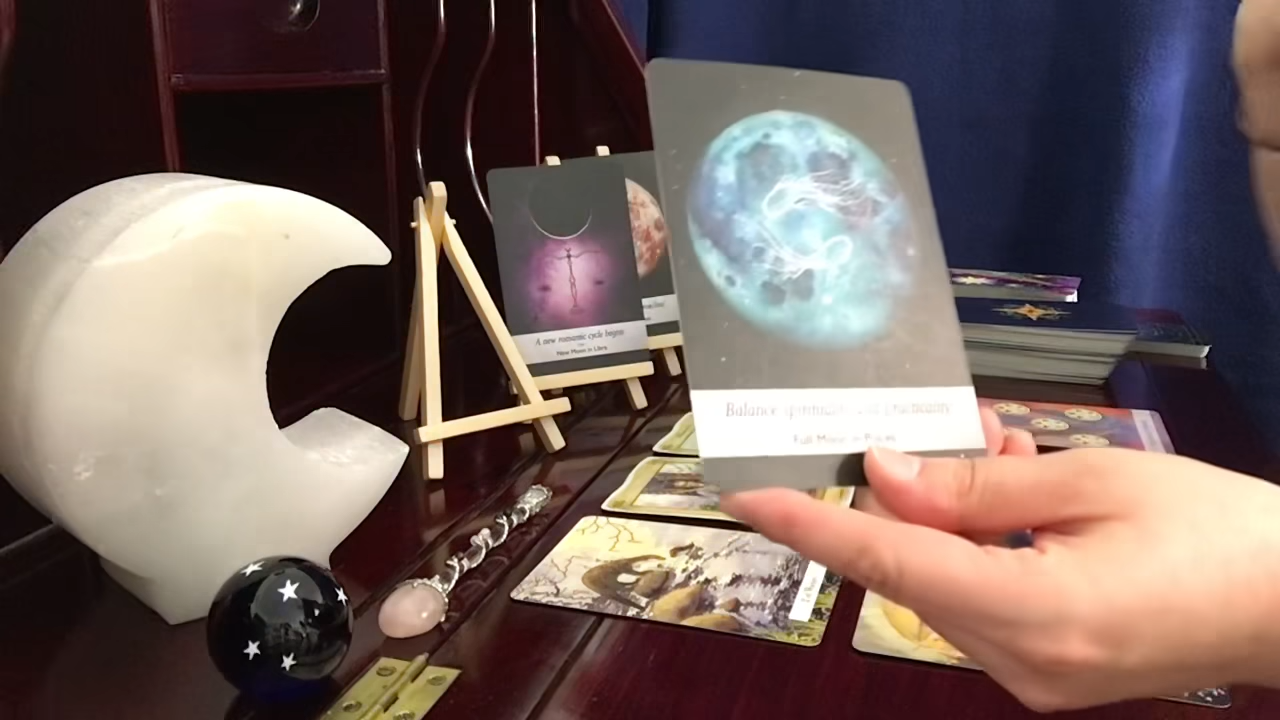 A new romantic cycle begins
New Moon in Libra
Balance spirituality and practicality
Full Moon in Pisces